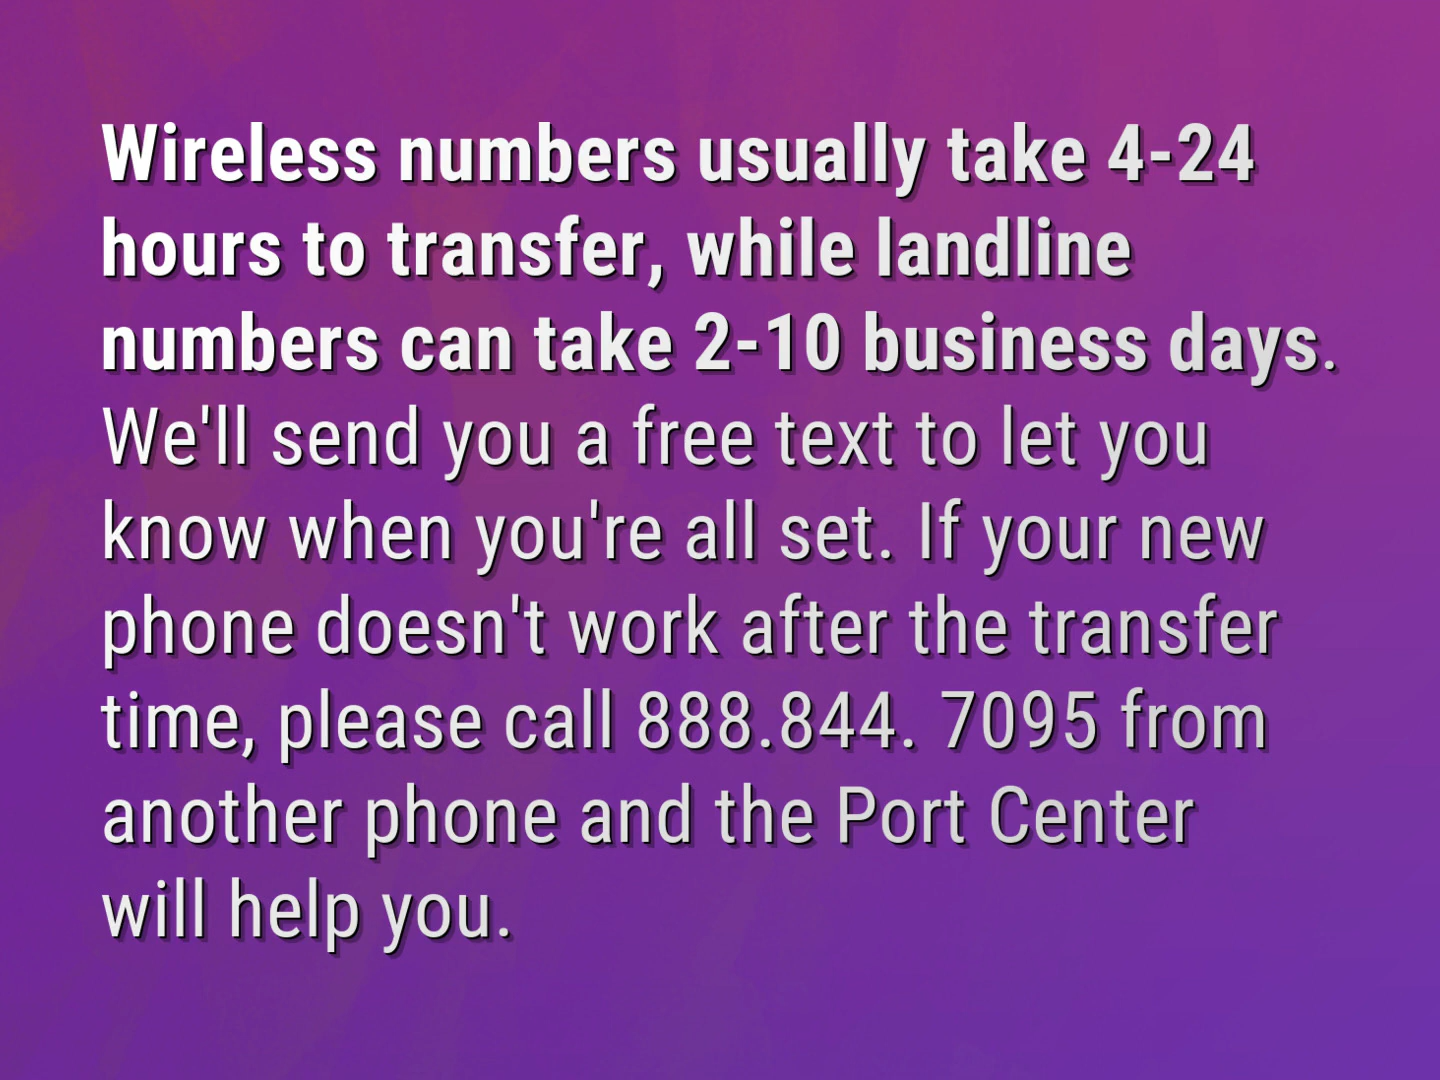 Wireless numbers usually take 4-24
hours to transfer, while landline
numbers can take 2-10 business days.
We'll send you a free text to let you
know when you're all set. If your new
phone doesn't work after the transfer
time, please call 888.844. 7095 from
another phone and the Port Center
will help you.